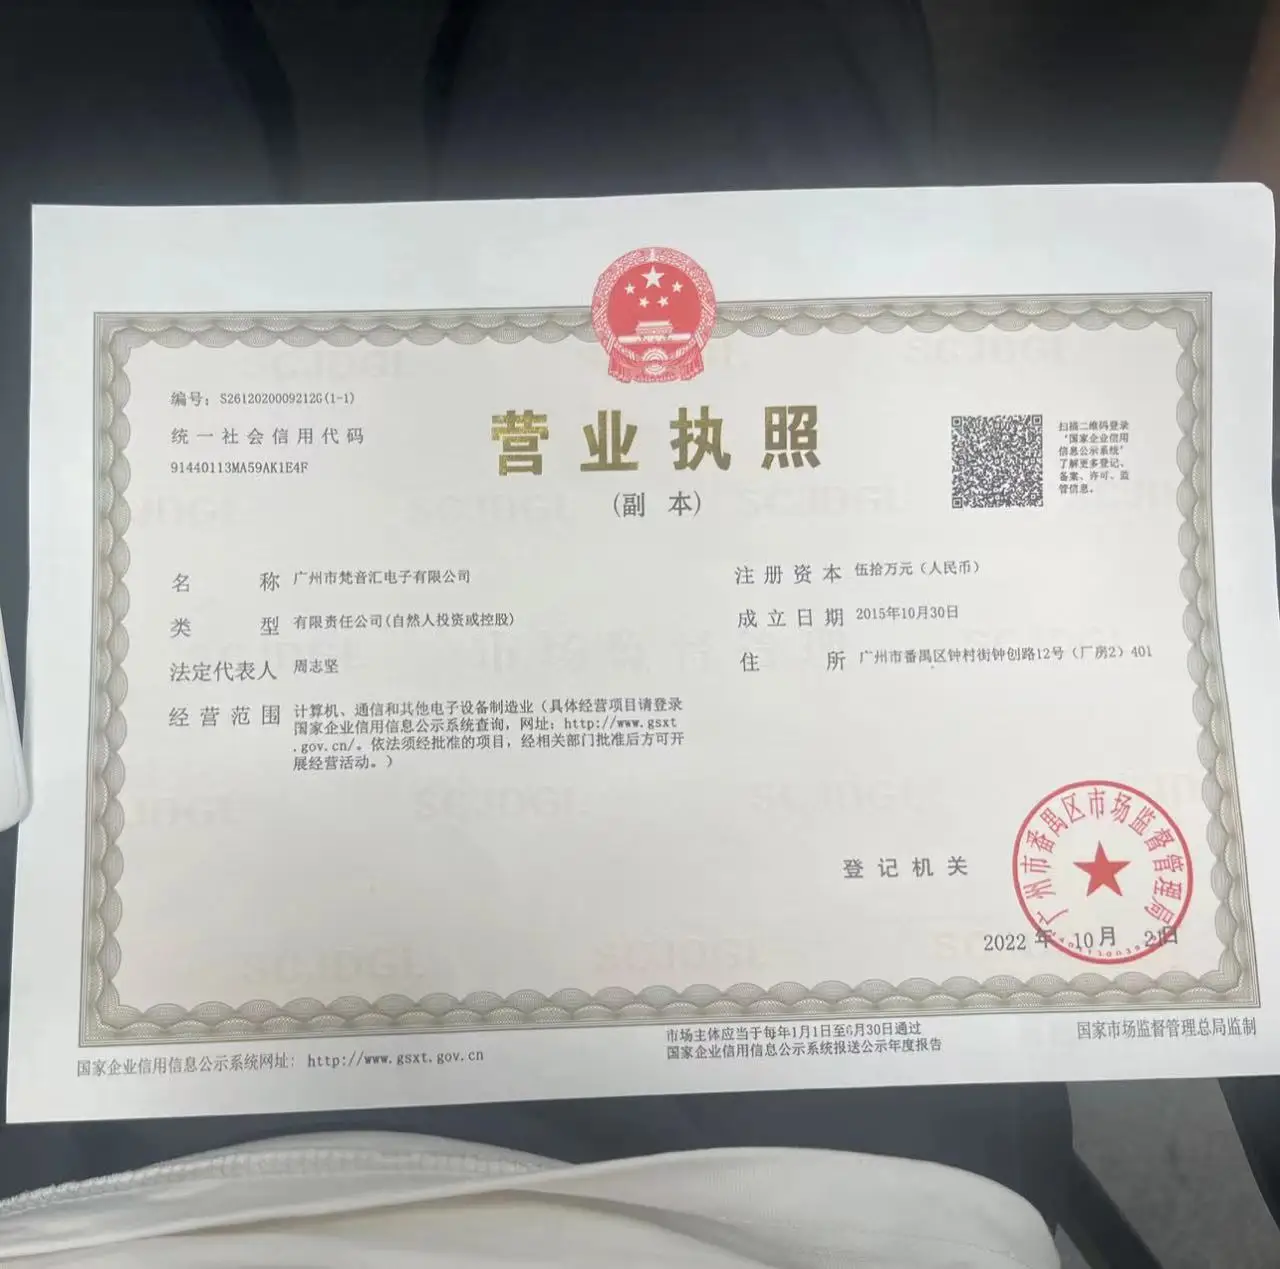 编号：S2612020009212G(1-1)
统一社会信用代码
91440113MA59AK1E4F
营业执照
(副 本)
扫描二维码登录
'国家企业信用
信息公示系统'
了解更多登记、
备案、许可、监
管信息。
名 称 广州市梵音汇电子有限公司
类 型 有限责任公司(自然人投资或控股)
法定代表人 周志坚
经营范围 计算机、通信和其他电子设备制造业（具体经营项目请登录
国家企业信用信息公示系统查询，网址：http://www.gsxt
.gov.cn/。依法须经批准的项目，经相关部门批准后方可开
展经营活动。）
注册资本 伍拾万元（人民币）
成立日期 2015年10月30日
住 所 广州市番禺区钟村街钟创路12号（厂房2）401
登记机关
广州市番禺区市场监督管理局
2022 年 10 月 21日
国家企业信用信息公示系统网址：http://www.gsxt.gov.cn
市场主体应当于每年1月1日至6月30日通过
国家企业信用信息公示系统报送公示年度报告
国家市场监督管理总局监制